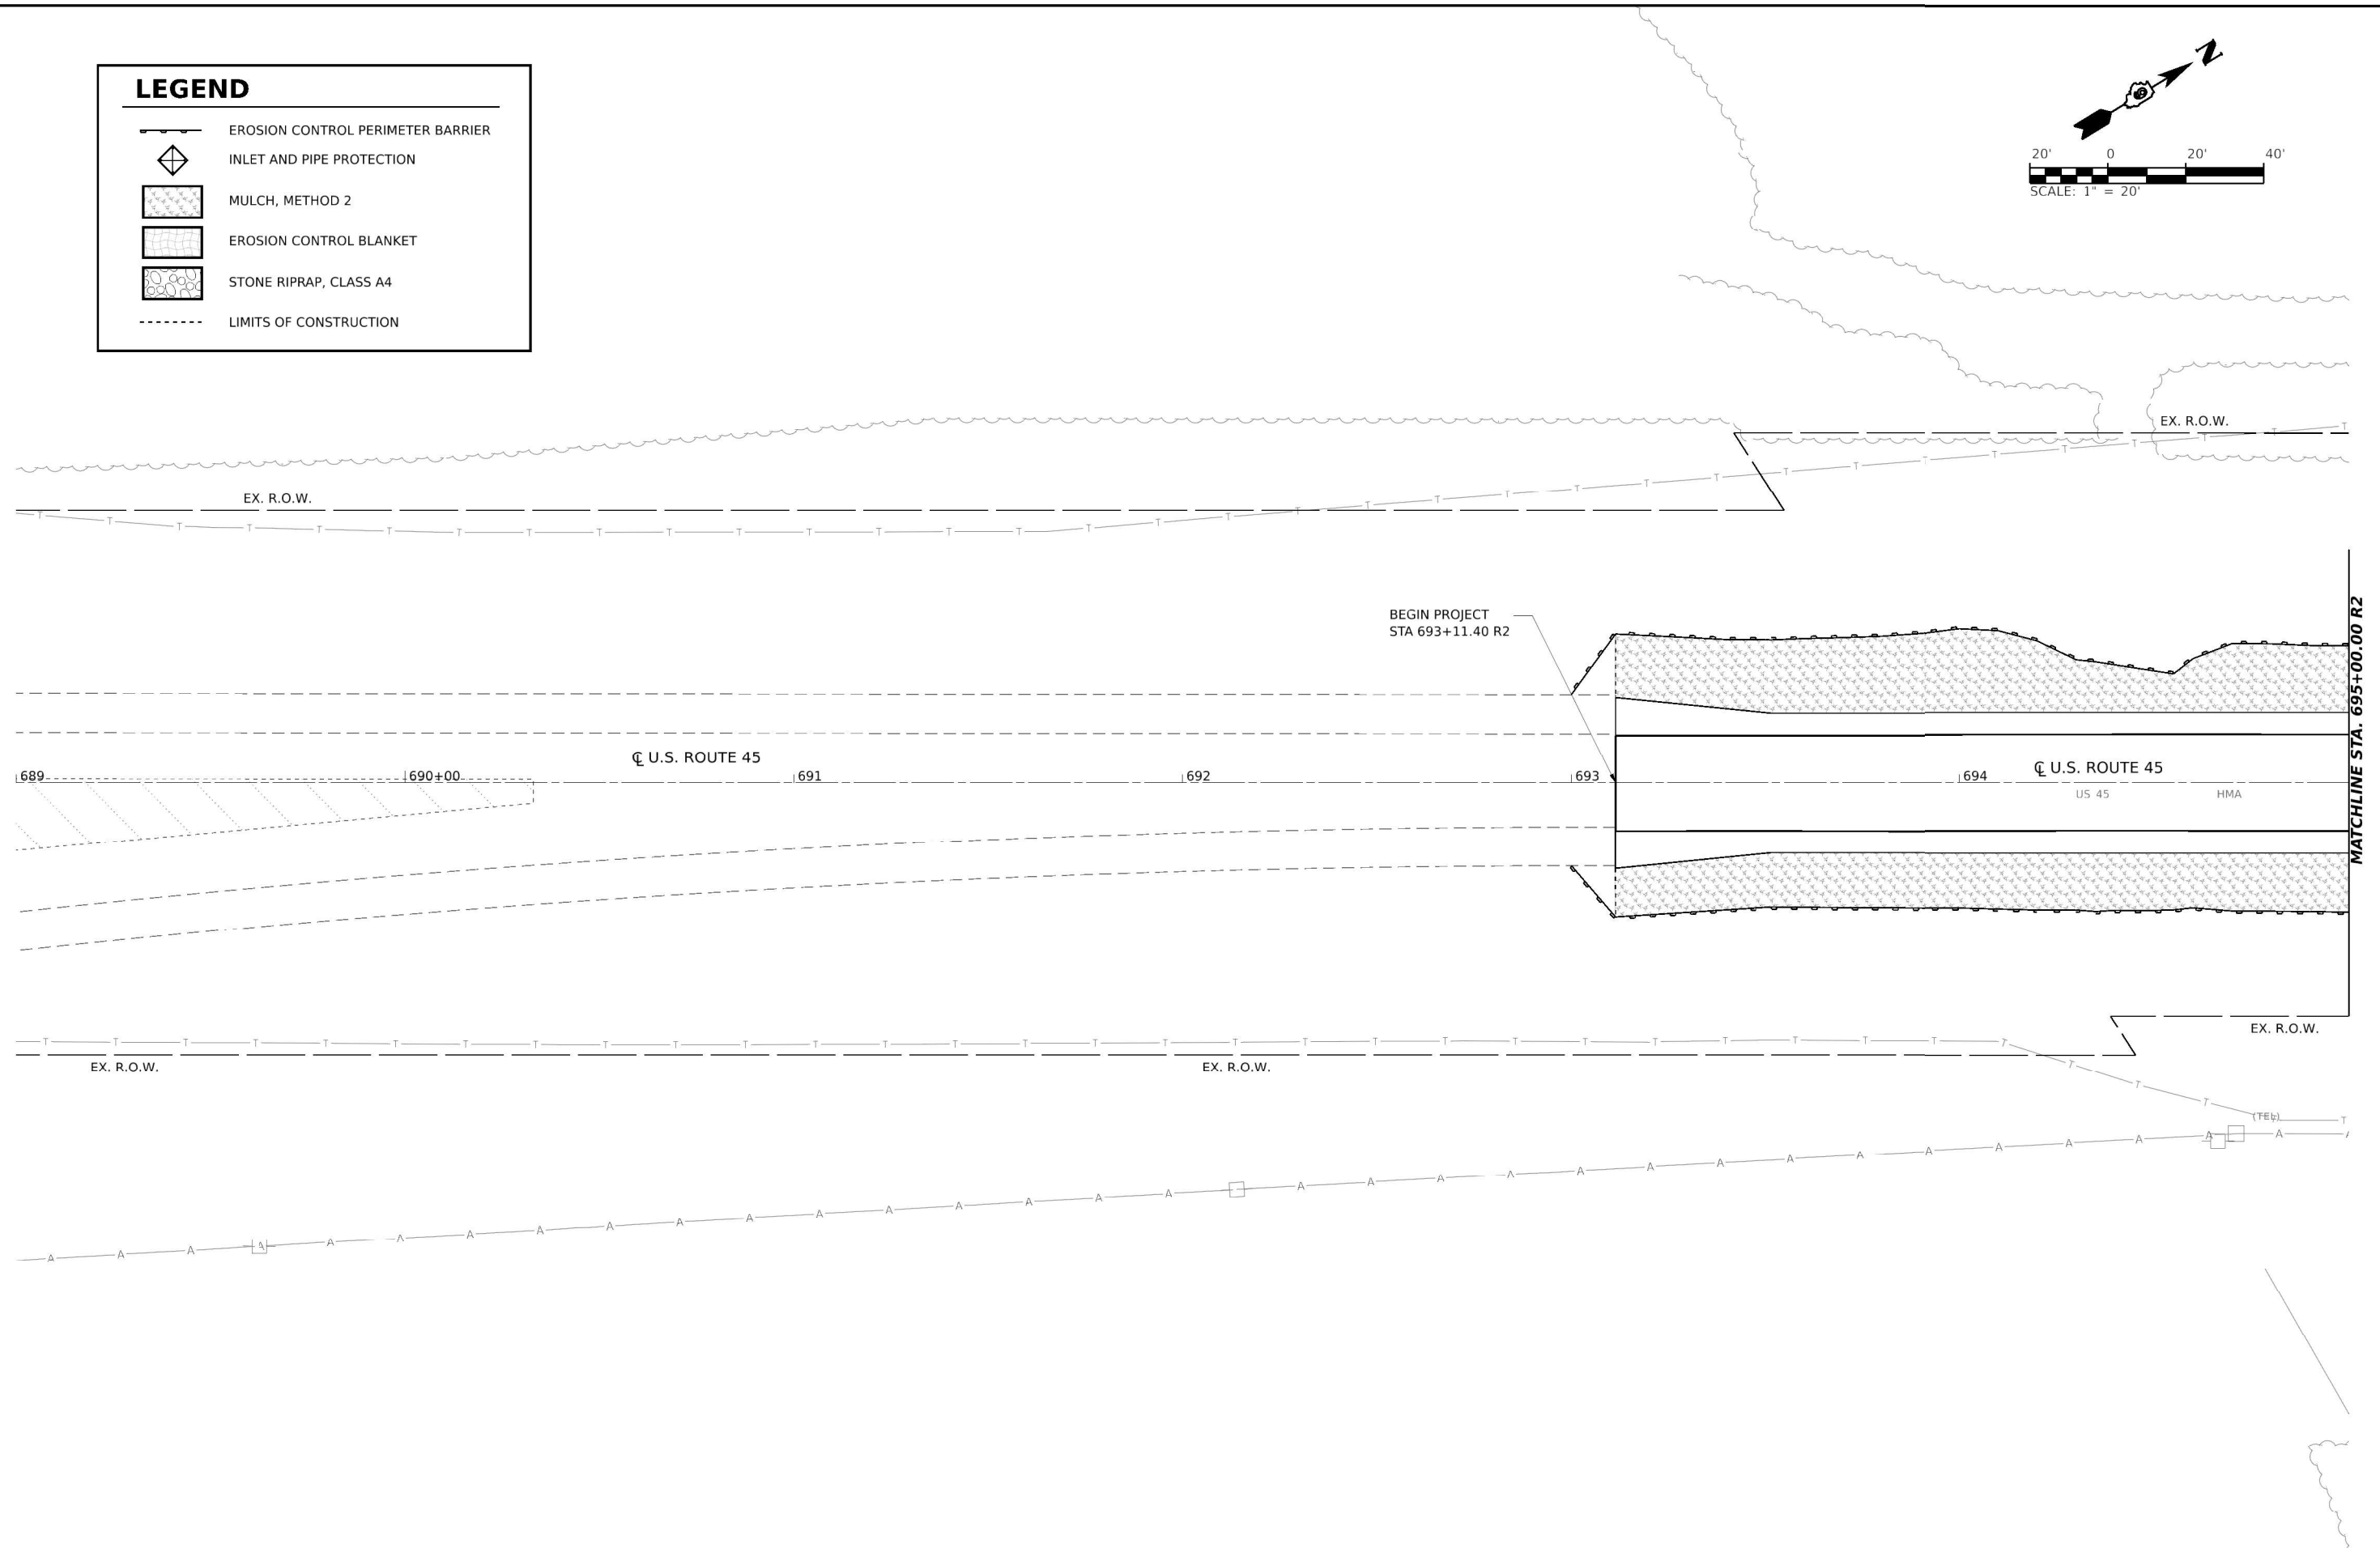 LEGEND
EROSION CONTROL PERIMETER BARRIER
INLET AND PIPE PROTECTION
MULCH, METHOD 2
EROSION CONTROL BLANKET
STONE RIPRAP, CLASS A4
LIMITS OF CONSTRUCTION
N
20' 0 20' 40'
SCALE: 1" = 20'
EX. R.O.W.
EX. R.O.W.
T T T T T T T T T T T T T T T T T T T T T T T T T T T T T T T T T T
BEGIN PROJECT
STA 693+11.40 R2
MATCHLINE STA. 695+00.00 R2
℄ U.S. ROUTE 45
℄ U.S. ROUTE 45
689 690+00 691 692 693 694
US 45 HMA
EX. R.O.W.
T T T T T T T T T T T T T T T T T T T T T T T T T T T T T T T T
EX. R.O.W. EX. R.O.W.
(TEL) T
A A A A A A A A A A A A A A A A A A A A A A A A A A A A A A A A A